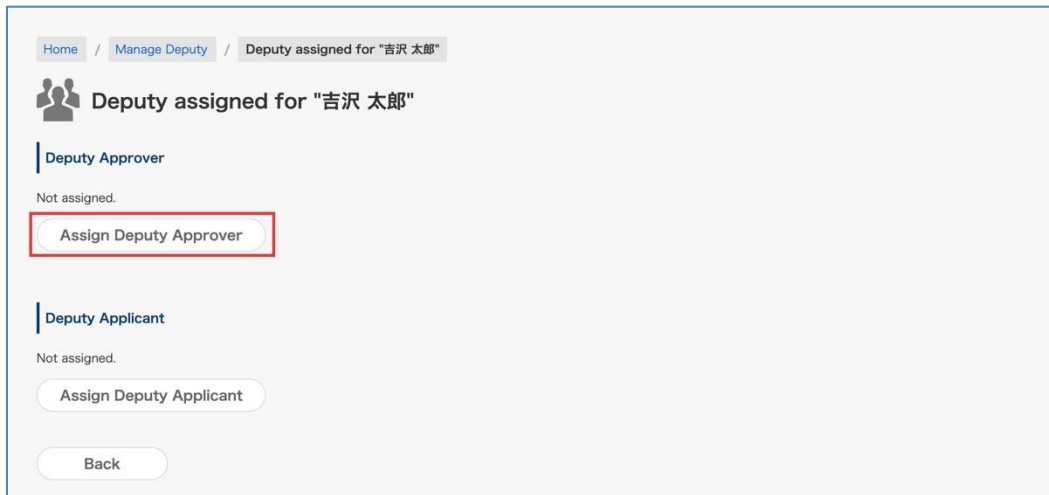 Home / Manage Deputy / Deputy assigned for "吉沢 太郎"
Deputy assigned for "吉沢 太郎"
Deputy Approver
Not assigned.
Assign Deputy Approver
Deputy Applicant
Not assigned.
Assign Deputy Applicant
Back